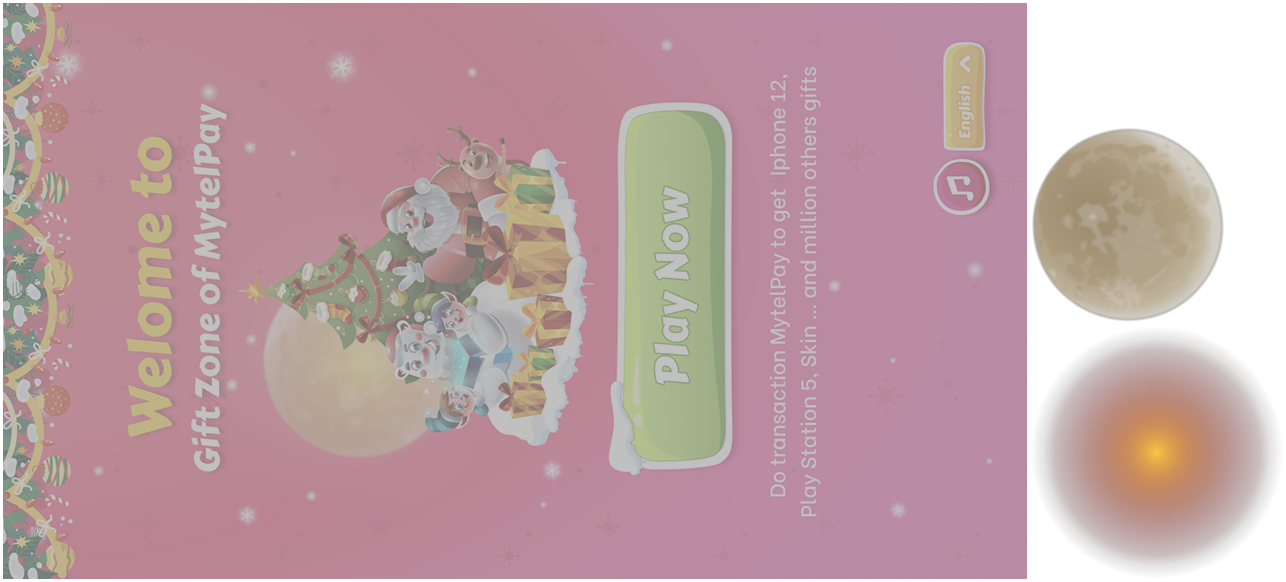 Welome to
Gift Zone of MytelPay
Play Now
Do transaction MytelPay to get Iphone 12,
Play Station 5, Skin ... and million others gifts
English